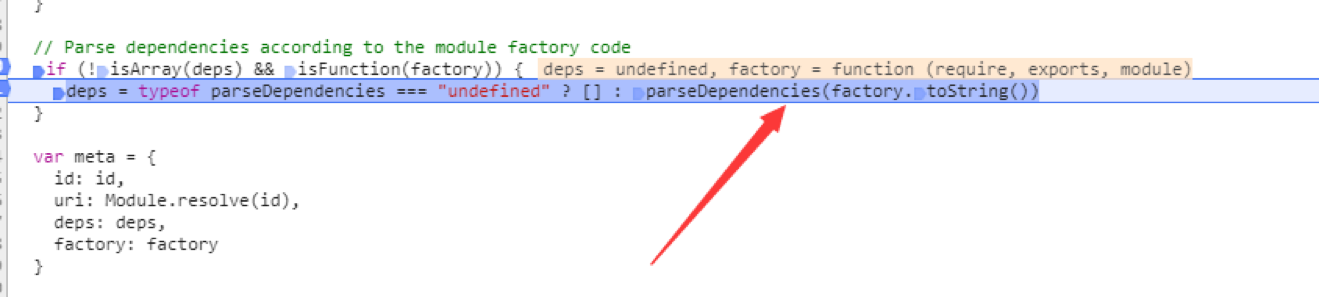 }
// Parse dependencies according to the module factory code
if (!isArray(deps) && isFunction(factory)) { deps = undefined, factory = function (require, exports, module)
deps = typeof parseDependencies === "undefined" ? [] : parseDependencies(factory.toString())
}
var meta = {
id: id,
uri: Module.resolve(id),
deps: deps,
factory: factory
}